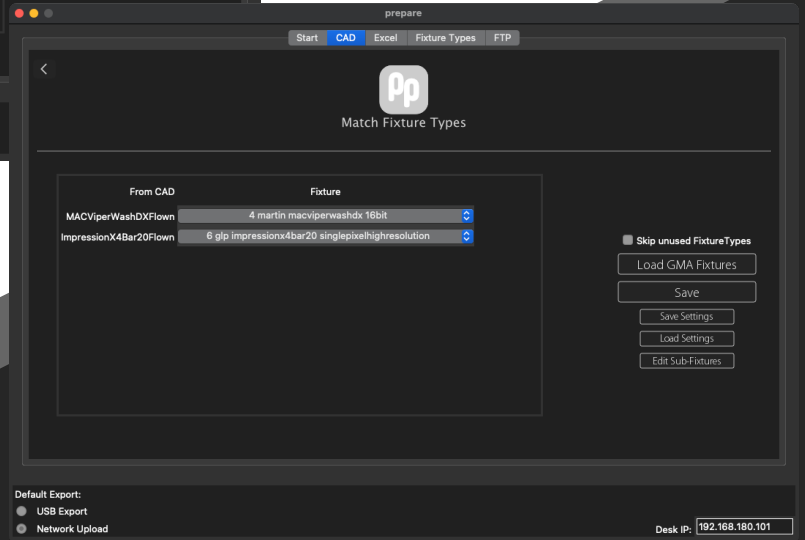 prepare
Start CAD Excel Fixture Types FTP
Pp
Match Fixture Types
From CAD Fixture
MACViperWashDXFlown 4 martin macviperwashdx 16bit
ImpressionX4Bar20Flown 6 glp impressionx4bar20 singlepixelhighresolution
Skip unused FixtureTypes
Load GMA Fixtures
Save
Save Settings
Load Settings
Edit Sub-Fixtures
Default Export:
USB Export
Network Upload
Desk IP: 192.168.180.101